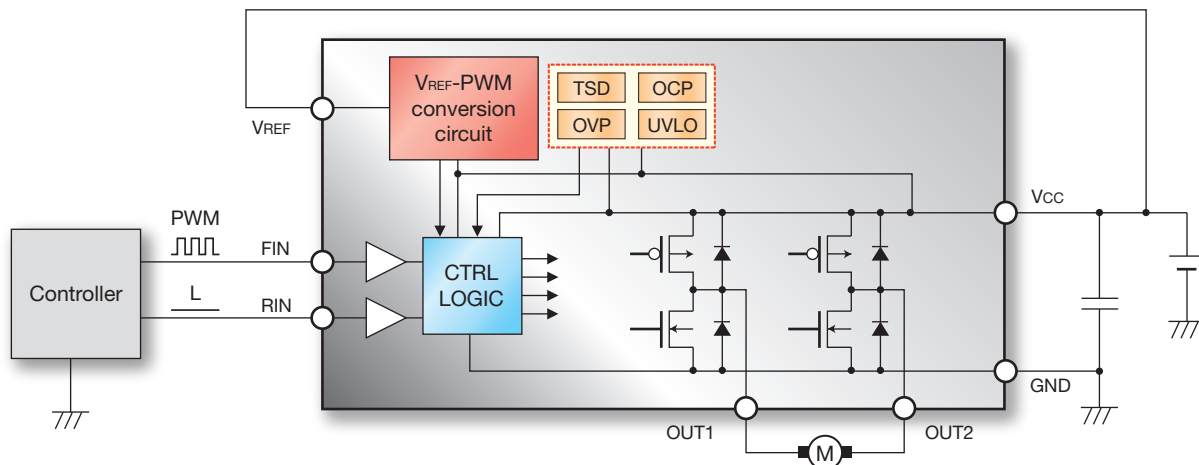 VREF-PWM
conversion
circuit
TSD
OCP
OVP
UVLO
VREF
VCC
PWM
FIN
Controller
CTRL
LOGIC
L
RIN
GND
OUT1
OUT2
M